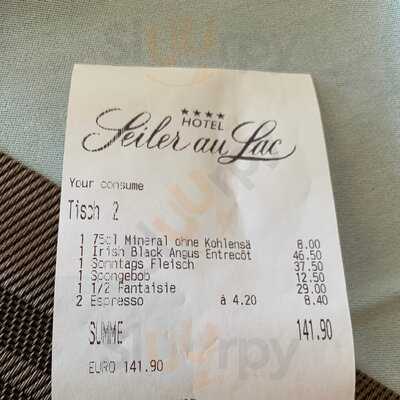 ★★★★
HOTEL
Seiler au Lac
Your consume
Tisch 2
1 75cl Mineral ohne Kohlensä 8.00
1 Irish Black Angus Entrecôt 46.50
1 Sonntags Fleisch 37.50
1 Spongebob 12.50
1 1/2 Fantaisie 29.00
2 Espresso à 4.20 8.40
SUMME 141.90
EURO 141.90